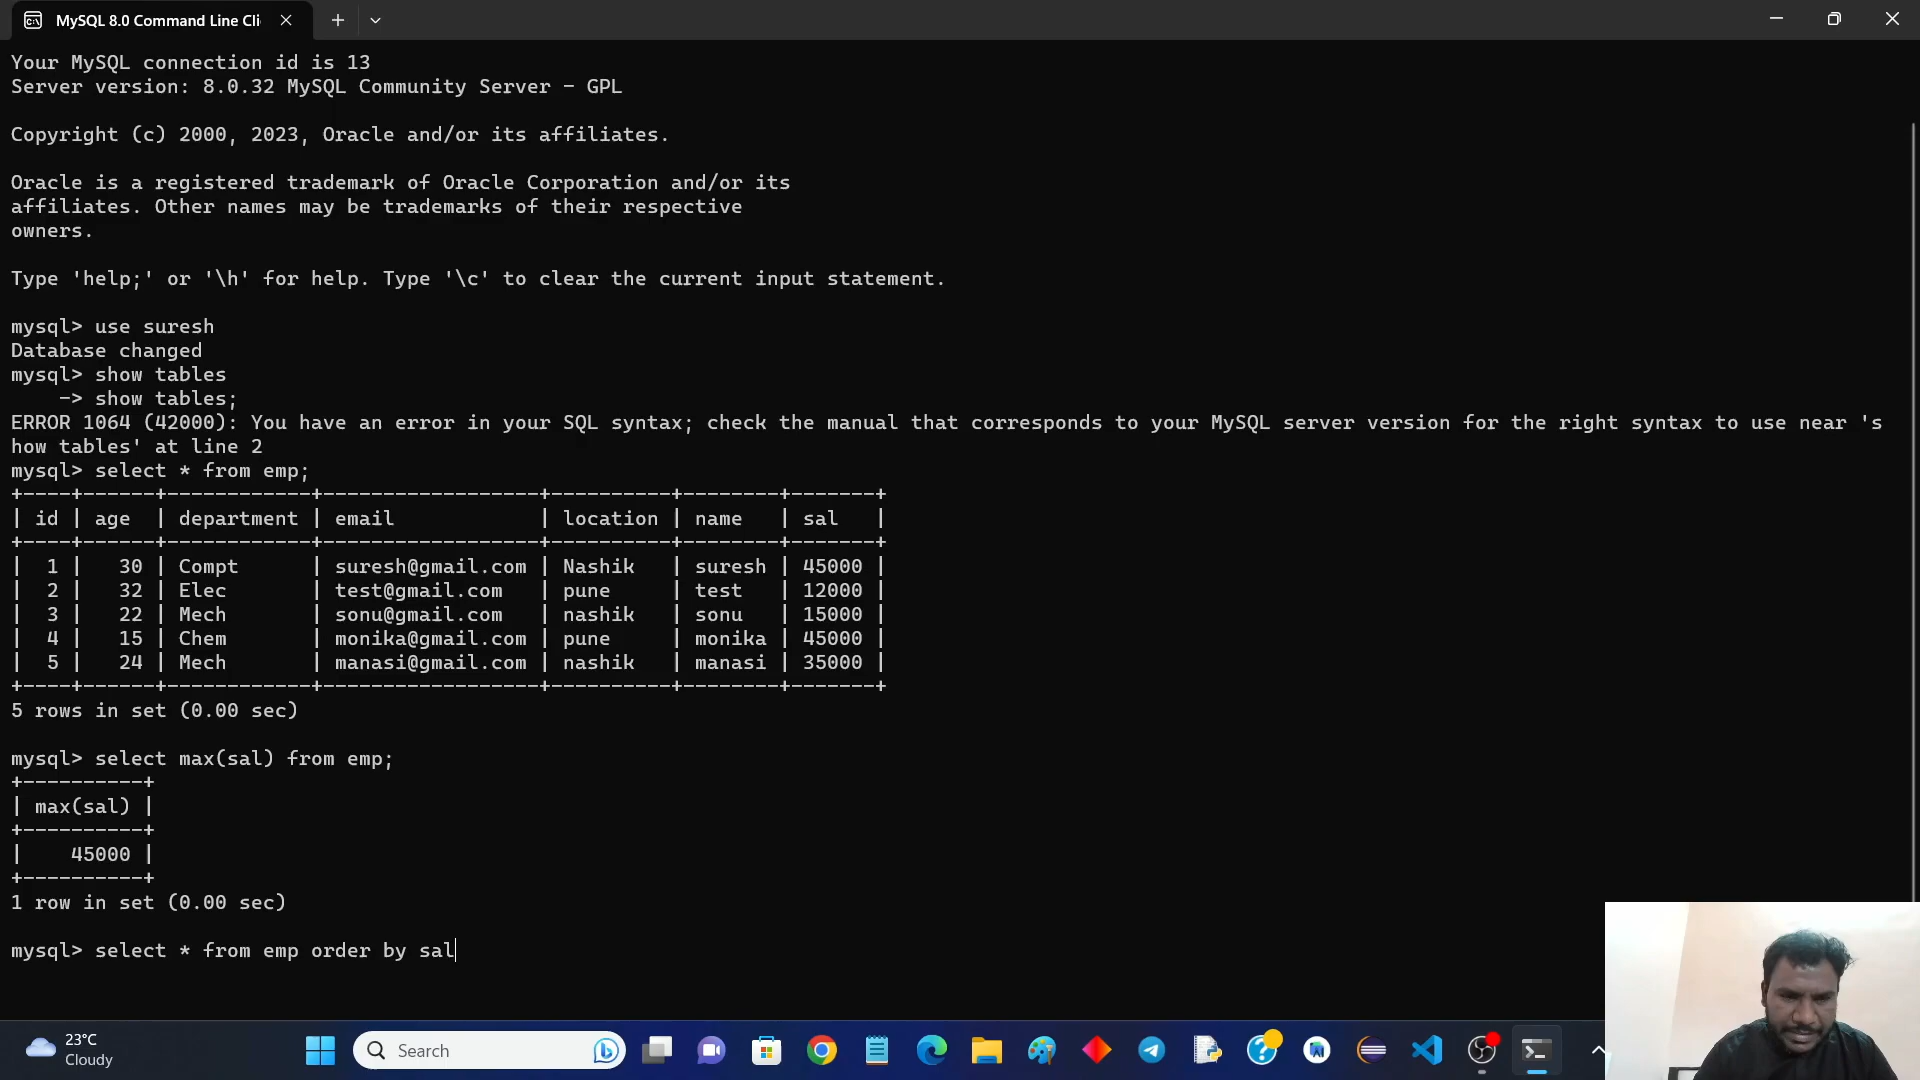 MySQL 8.0 Command Line Cli
Your MySQL connection id is 13
Server version: 8.0.32 MySQL Community Server - GPL
Copyright (c) 2000, 2023, Oracle and/or its affiliates.
Oracle is a registered trademark of Oracle Corporation and/or its
affiliates. Other names may be trademarks of their respective
owners.
Type 'help;' or '\h' for help. Type '\c' to clear the current input statement.
mysql> use suresh
Database changed
mysql> show tables
    -> show tables;
ERROR 1064 (42000): You have an error in your SQL syntax; check the manual that corresponds to your MySQL server version for the right syntax to use near 's
how tables' at line 2
mysql> select * from emp;
+----+------+------------+------------------+----------+--------+-------+
| id | age  | department | email            | location | name   | sal   |
+----+------+------------+------------------+----------+--------+-------+
|  1 |   30 | Compt      | suresh@gmail.com | Nashik   | suresh | 45000 |
|  2 |   32 | Elec       | test@gmail.com   | pune     | test   | 12000 |
|  3 |   22 | Mech       | sonu@gmail.com   | nashik   | sonu   | 15000 |
|  4 |   15 | Chem       | monika@gmail.com | pune     | monika | 45000 |
|  5 |   24 | Mech       | manasi@gmail.com | nashik   | manasi | 35000 |
+----+------+------------+------------------+----------+--------+-------+
5 rows in set (0.00 sec)
mysql> select max(sal) from emp;
+----------+
| max(sal) |
+----------+
|    45000 |
+----------+
1 row in set (0.00 sec)
mysql> select * from emp order by sal
23°C
Cloudy
Search